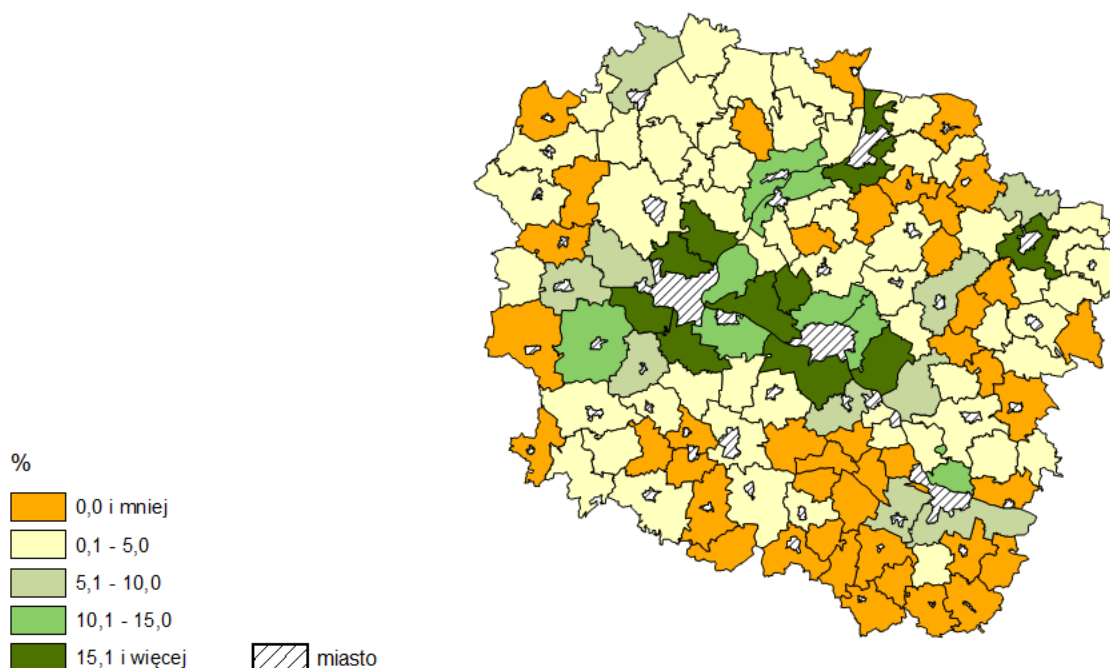 %
0,0 i mniej
0,1 - 5,0
5,1 - 10,0
10,1 - 15,0
15,1 i więcej
miasto